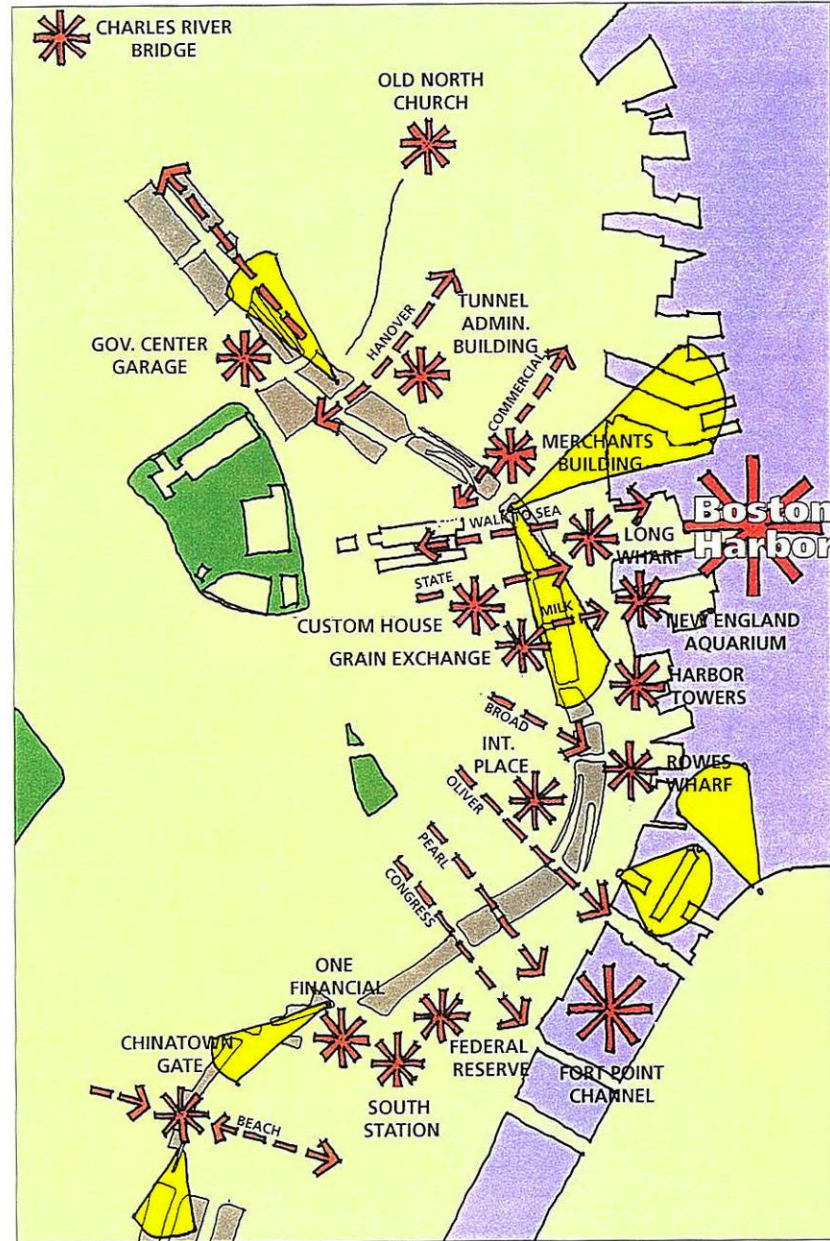 CHARLES RIVER
BRIDGE
OLD NORTH
CHURCH
HANOVER
TUNNEL
ADMIN.
BUILDING
GOV. CENTER
GARAGE
COMMERCIAL
MERCHANTS
BUILDING
WALK TO SEA
LONG
WHARF
Boston
Harbor
STATE
MILK
CUSTOM HOUSE
NEW ENGLAND
AQUARIUM
GRAIN EXCHANGE
HARBOR
TOWERS
BROAD
INT.
PLACE
ROWES
WHARF
OLIVER
PEARL
CONGRESS
ONE
FINANCIAL
CHINATOWN
GATE
FEDERAL
RESERVE
FORT POINT
CHANNEL
SOUTH
STATION
BEACH